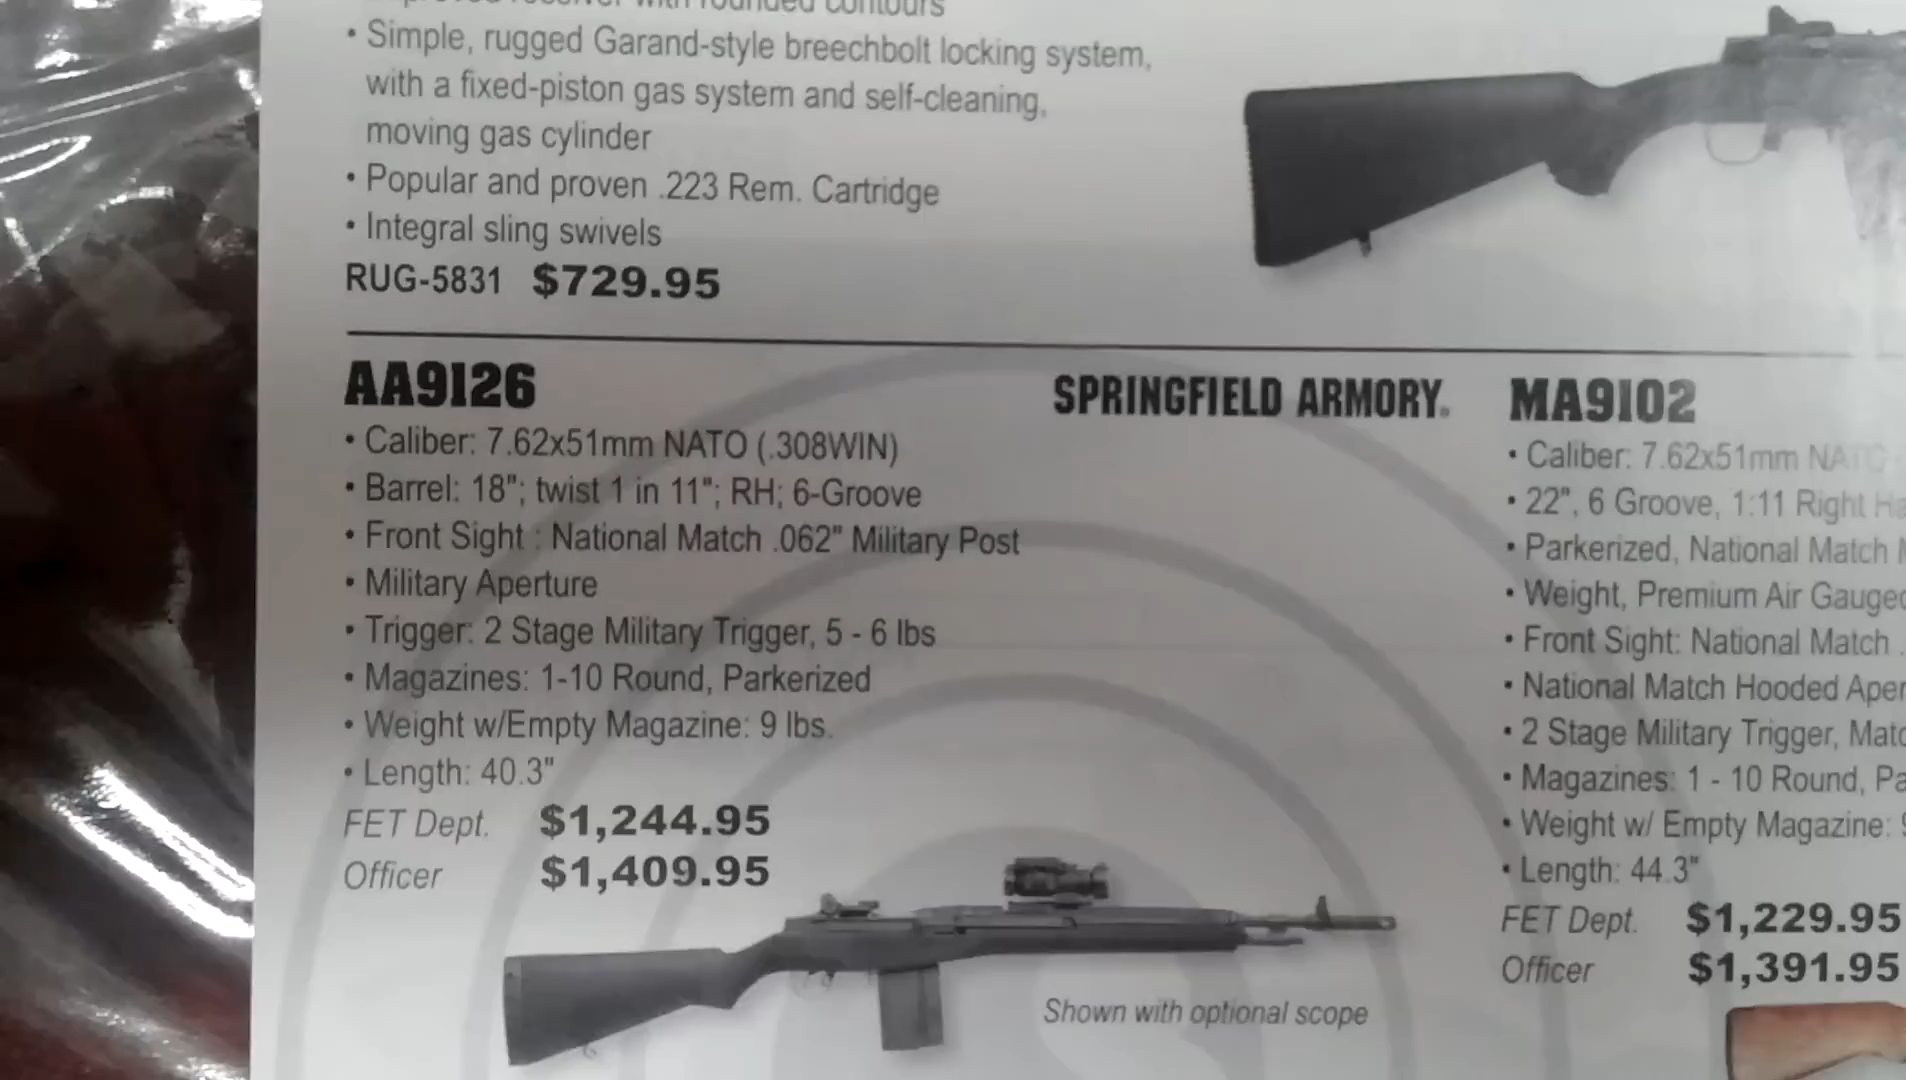 Improved receiver with rounded contours
• Simple, rugged Garand-style breechbolt locking system,
with a fixed-piston gas system and self-cleaning,
moving gas cylinder
• Popular and proven .223 Rem. Cartridge
• Integral sling swivels
RUG-5831 $729.95
AA9126
SPRINGFIELD ARMORY.
• Caliber: 7.62x51mm NATO (.308WIN)
• Barrel: 18"; twist 1 in 11"; RH; 6-Groove
• Front Sight : National Match .062" Military Post
• Military Aperture
• Trigger: 2 Stage Military Trigger, 5 - 6 lbs
• Magazines: 1-10 Round, Parkerized
• Weight w/Empty Magazine: 9 lbs.
• Length: 40.3"
FET Dept. $1,244.95
Officer $1,409.95
Shown with optional scope
MA9102
• Caliber: 7.62x51mm NATO
• 22", 6 Groove, 1:11 Right
• Parkerized, National Match
• Weight, Premium Air Gauged
• Front Sight: National Match
• National Match Hooded
• 2 Stage Military Trigger,
• Magazines: 1 - 10 Round,
• Weight w/ Empty Magazine:
• Length: 44.3"
FET Dept. $1,229.95
Officer $1,391.95